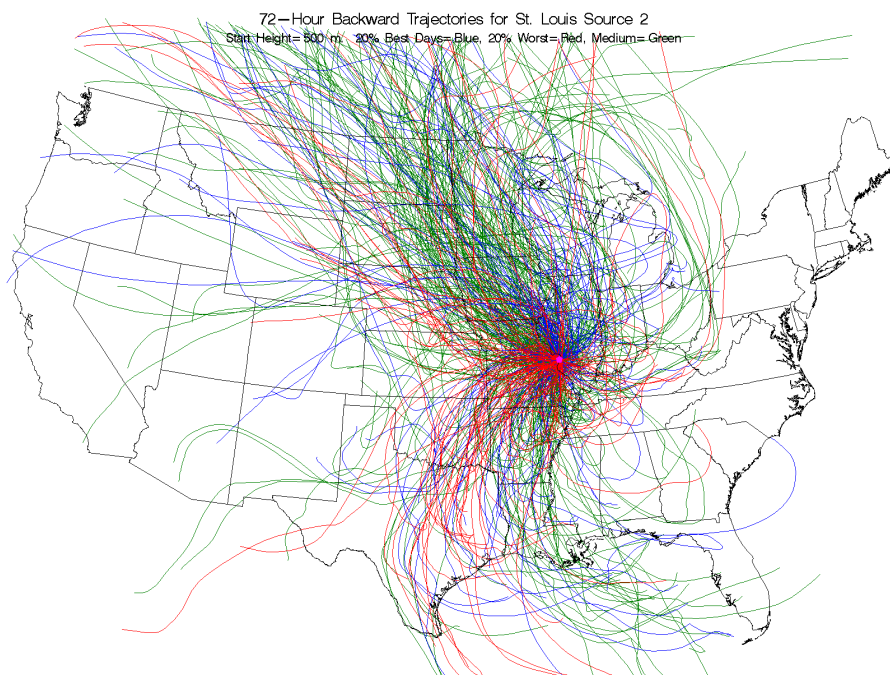 72-Hour Backward Trajectories for St. Louis Source 2
Start Height= 500 m. 20% Best Days= Blue, 20% Worst= Red, Medium= Green